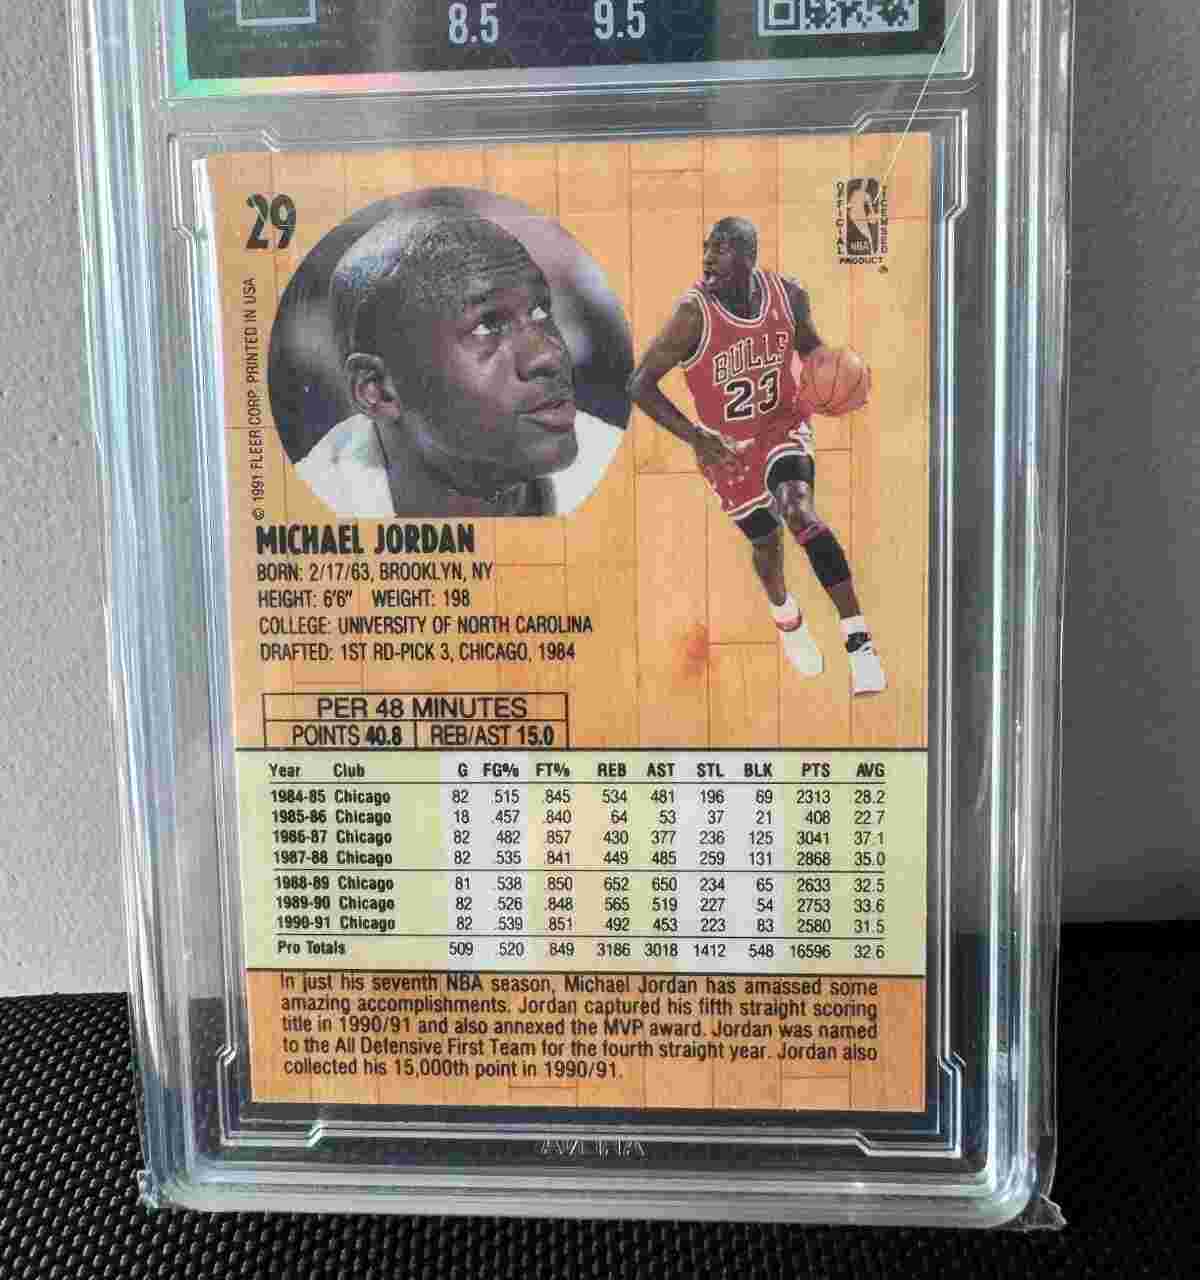 8.5 9.5
29
OFFICIAL LICENSED
NBA
PRODUCT
© 1991 FLEER CORP. PRINTED IN USA
BULLS
23
MICHAEL JORDAN
BORN: 2/17/63, BROOKLYN, NY
HEIGHT: 6'6" WEIGHT: 198
COLLEGE: UNIVERSITY OF NORTH CAROLINA
DRAFTED: 1ST RD-PICK 3, CHICAGO, 1984
PER 48 MINUTES
POINTS 40.8 REB/AST 15.0
Year Club G FG% FT% REB AST STL BLK PTS AVG
1984-85 Chicago 82 .515 .845 534 481 196 69 2313 28.2
1985-86 Chicago 18 .457 .840 64 53 37 21 408 22.7
1986-87 Chicago 82 .482 .857 430 377 236 125 3041 37.1
1987-88 Chicago 82 .535 .841 449 485 259 131 2868 35.0
1988-89 Chicago 81 .538 .850 652 650 234 65 2633 32.5
1989-90 Chicago 82 .526 .848 565 519 227 54 2753 33.6
1990-91 Chicago 82 .539 .851 492 453 223 83 2580 31.5
Pro Totals 509 .520 .849 3186 3018 1412 548 16596 32.6
In just his seventh NBA season, Michael Jordan has amassed some
amazing accomplishments. Jordan captured his fifth straight scoring
title in 1990/91 and also annexed the MVP award. Jordan was named
to the All Defensive First Team for the fourth straight year. Jordan also
collected his 15,000th point in 1990/91.